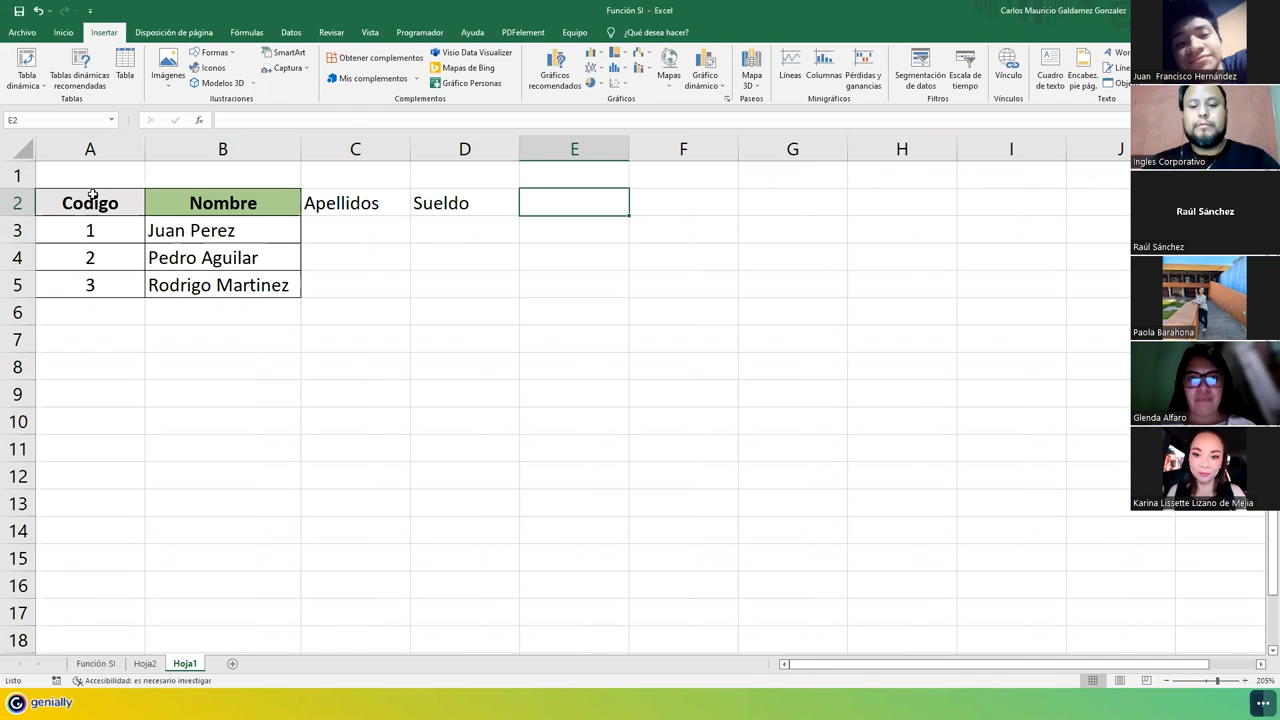 Función SI - Excel
Carlos Mauricio Galdamez Gonzalez
Archivo Inicio Insertar Disposición de página Fórmulas Datos Revisar Vista Programador Ayuda PDFelement Equipo ¿Qué desea hacer?
Tabla dinámica
Tablas dinámicas recomendadas
Tabla
Tablas
Imágenes
Formas
Iconos
Modelos 3D
SmartArt
Captura
Ilustraciones
Obtener complementos
Mis complementos
Visio Data Visualizer
Mapas de Bing
Gráfico Personas
Complementos
Gráficos recomendados
Mapas
Gráfico dinámico
Gráficos
Mapa 3D
Paseos
Líneas
Columnas
Pérdidas y ganancias
Minigráficos
Segmentación de datos
Escala de tiempo
Filtros
Vínculo
Vínculos
Cuadro de texto
Encabez. pie pág.
Texto
E2
fx
A B C D E F G H I J
1
2 Codigo Nombre Apellidos Sueldo
3 1 Juan Perez
4 2 Pedro Aguilar
5 3 Rodrigo Martinez
6
7
8
9
10
11
12
13
14
15
16
17
18
Juan Francisco Hernández
Ingles Corporativo
Raúl Sánchez
Raúl Sánchez
Paola Barahona
Glenda Alfaro
Karina Lissette Lizano de Mejia
Función SI Hoja2 Hoja1
Listo
Accesibilidad: es necesario investigar
205%
genially